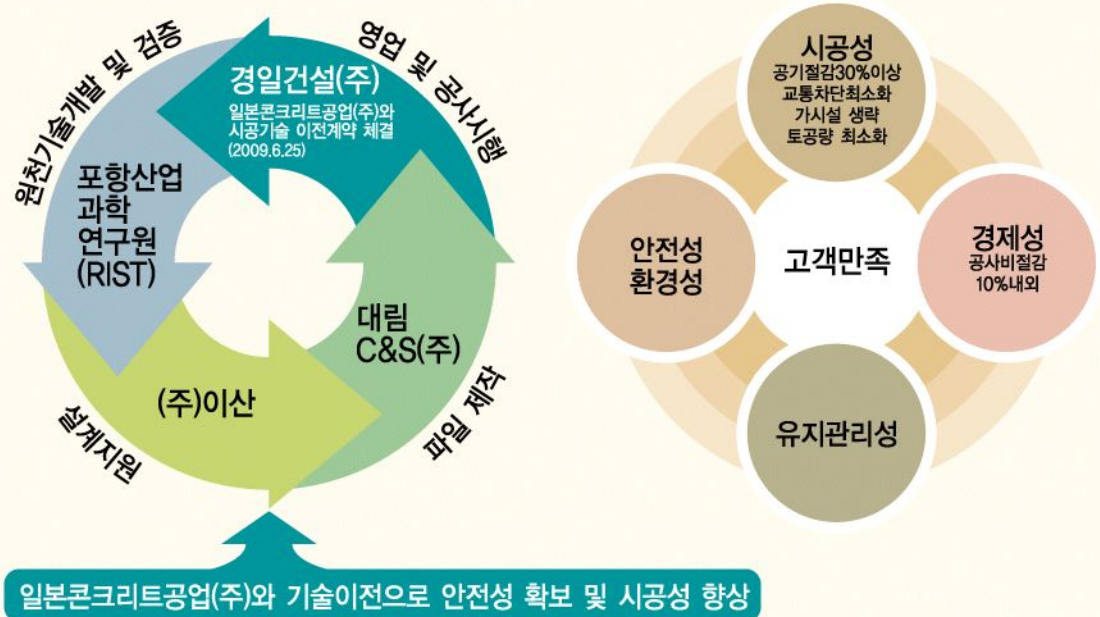 원천기술개발 및 검증
영업 및 공사시행
경일건설(주)
일본콘크리트공업(주)와
시공기술 이전계약 체결
(2009.6.25)
포항산업
과학
연구원
(RIST)
대림
C&S(주)
(주)이산
설계지원
파일 제작
일본콘크리트공업(주)와 기술이전으로 안전성 확보 및 시공성 향상
시공성
공기절감30%이상
교통차단최소화
가시설 생략
토공량 최소화
안전성
환경성
고객만족
경제성
공사비절감
10%내외
유지관리성